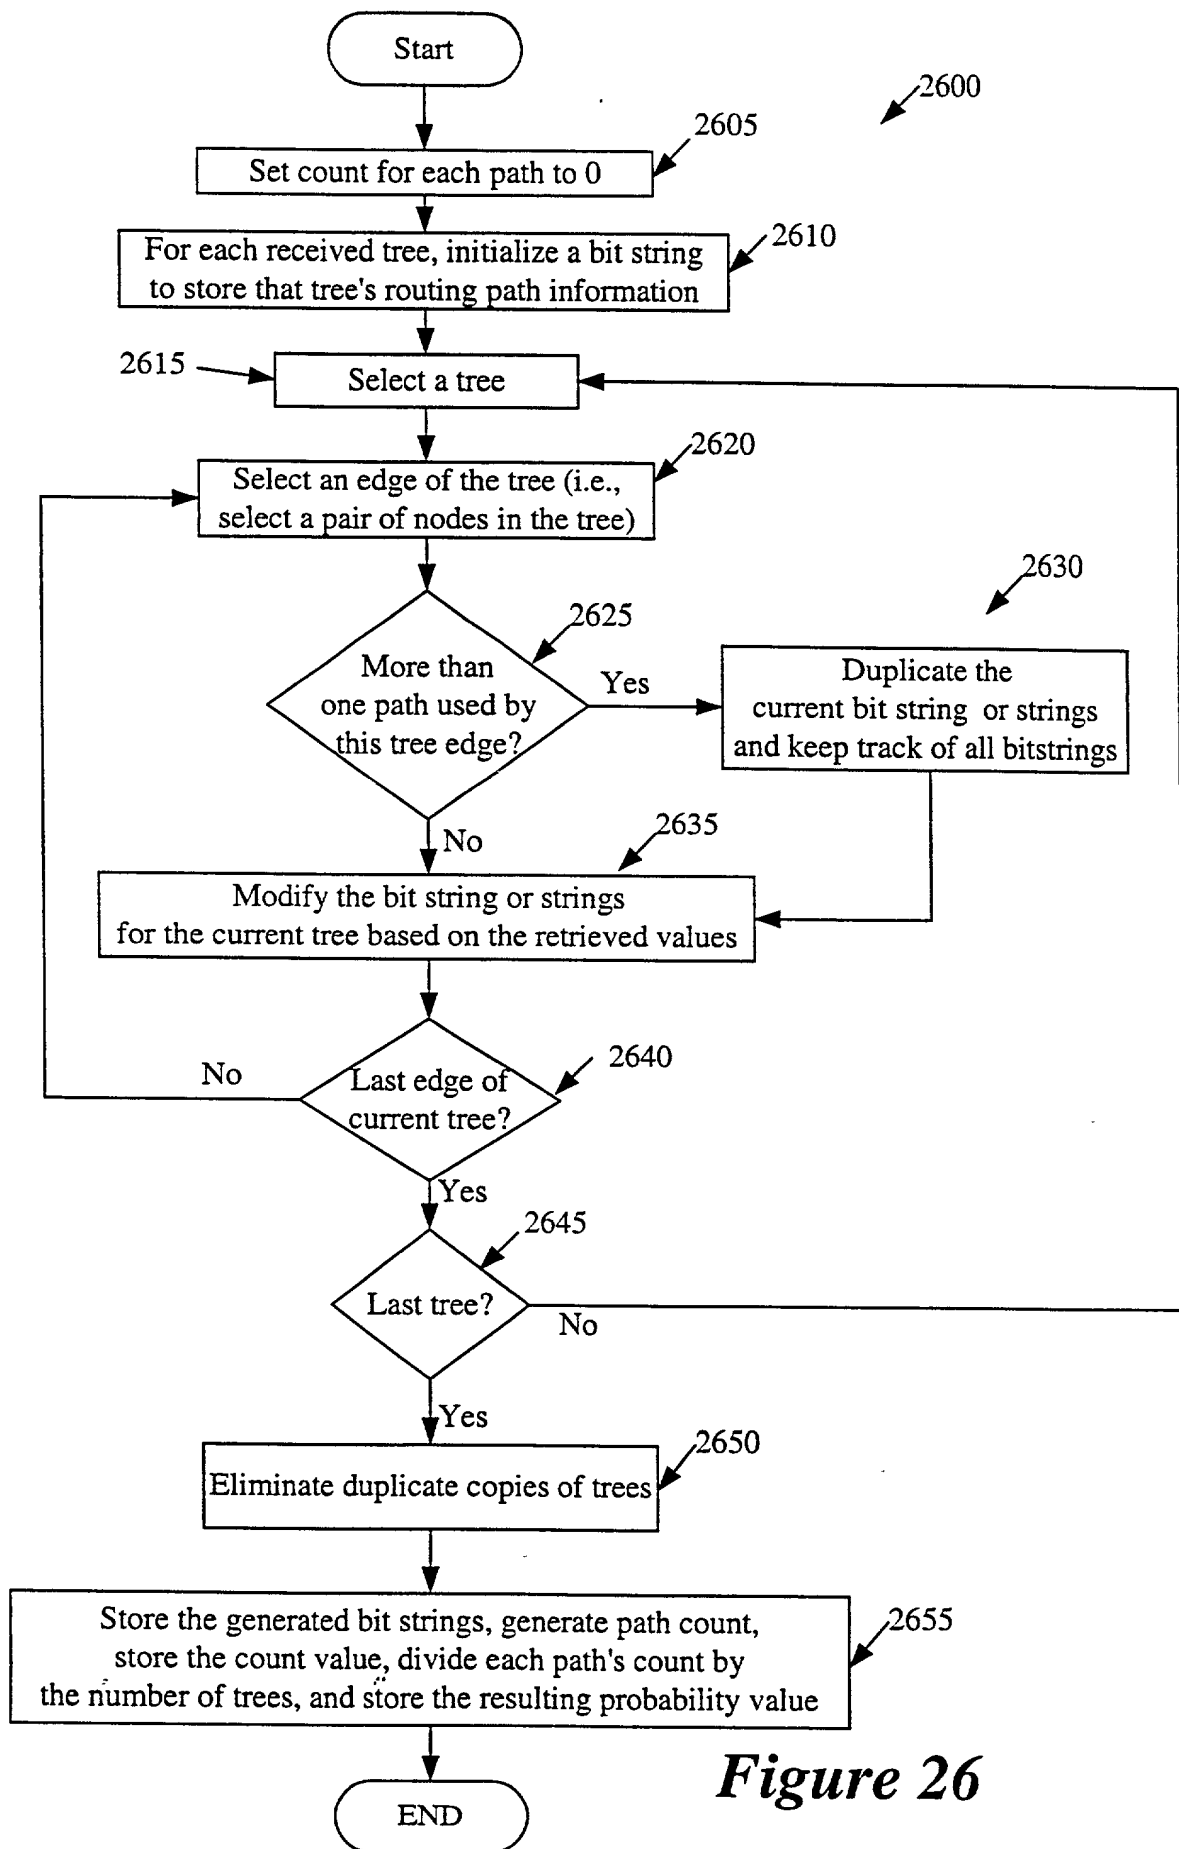 Start
2600
2605
Set count for each path to 0
2610
For each received tree, initialize a bit string
to store that tree's routing path information
2615
Select a tree
2620
Select an edge of the tree (i.e.,
select a pair of nodes in the tree)
2630
2625
More than
one path used by
this tree edge?
Yes
Duplicate the
current bit string or strings
and keep track of all bitstrings
No
2635
Modify the bit string or strings
for the current tree based on the retrieved values
2640
No
Last edge of
current tree?
Yes
2645
Last tree?
No
Yes
2650
Eliminate duplicate copies of trees
2655
Store the generated bit strings, generate path count,
store the count value, divide each path's count by
the number of trees, and store the resulting probability value
Figure 26
END